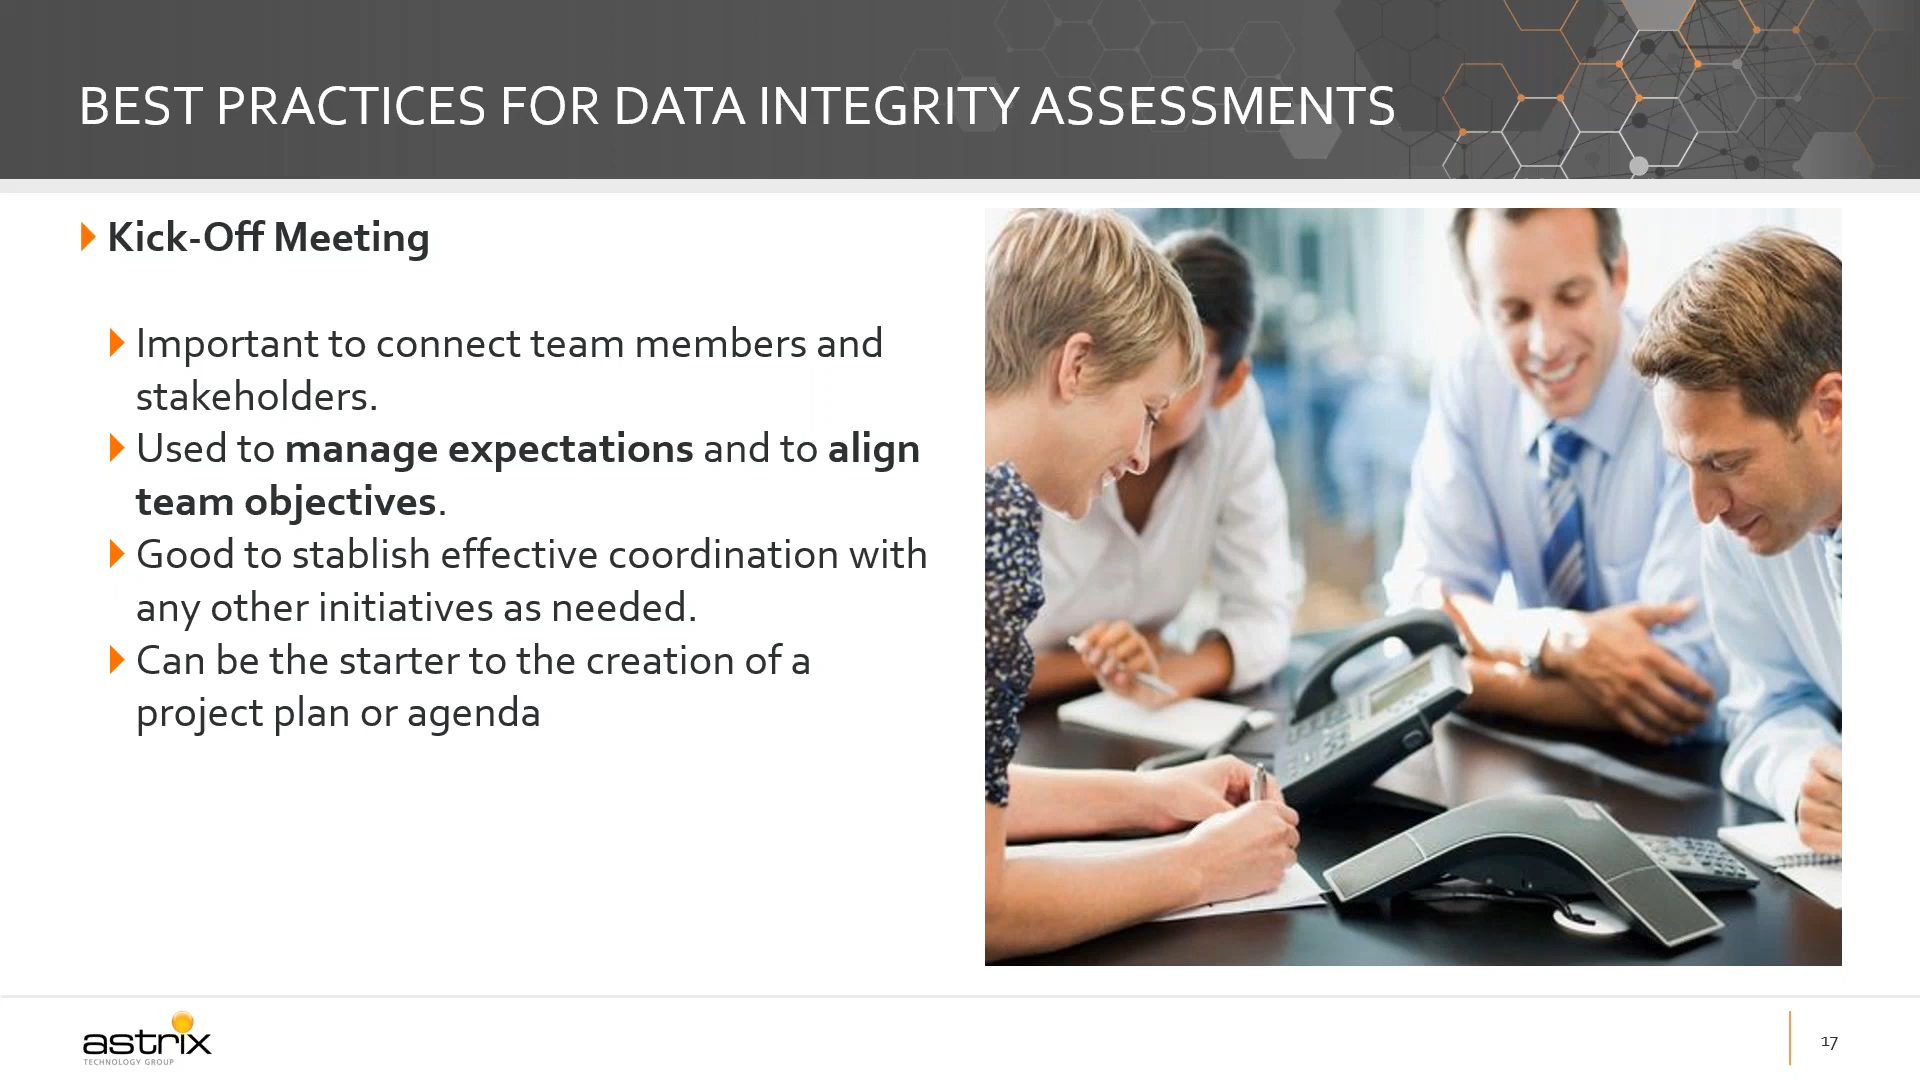 BEST PRACTICES FOR DATA INTEGRITY ASSESSMENTS
Kick-Off Meeting
Important to connect team members and
stakeholders.
Used to manage expectations and to align
team objectives.
Good to stablish effective coordination with
any other initiatives as needed.
Can be the starter to the creation of a
project plan or agenda
astrix
TECHNOLOGY GROUP
17